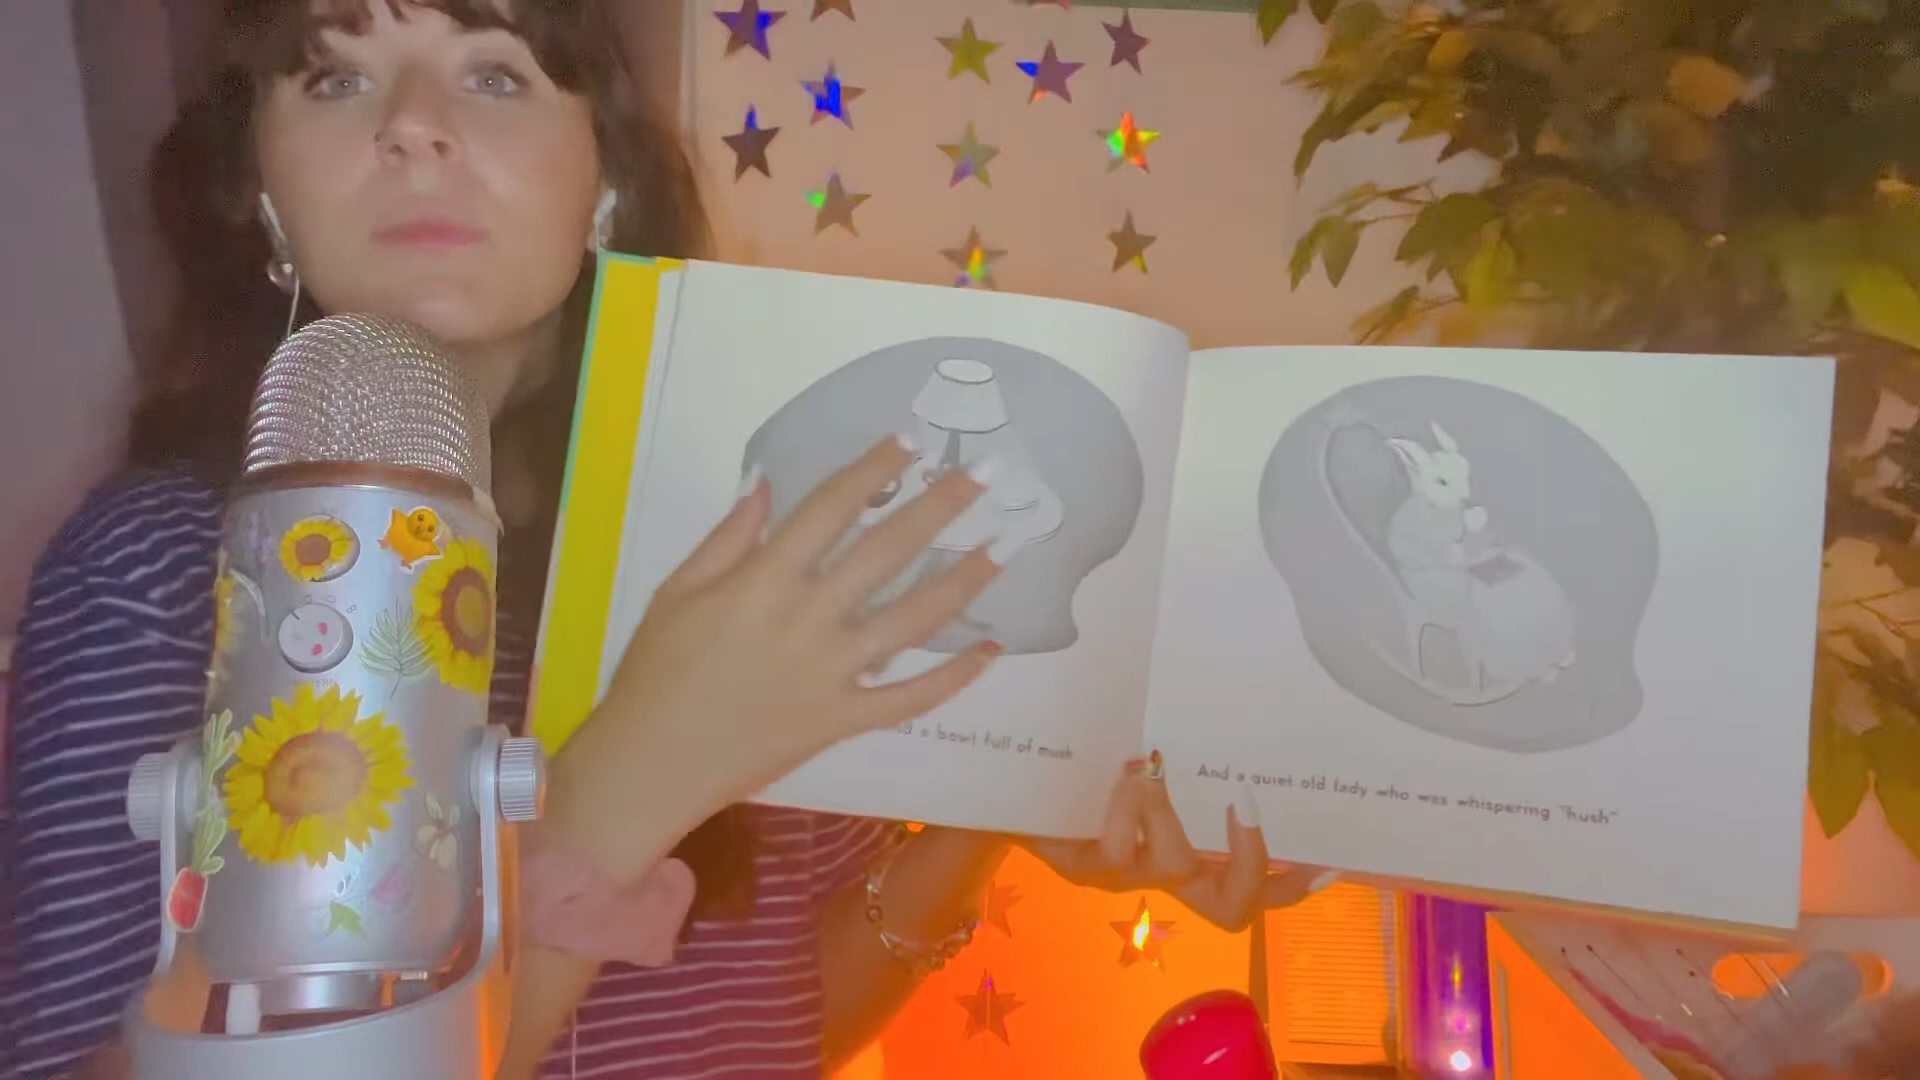 a bowl full of mush
And a quiet old lady who was whispering "hush"